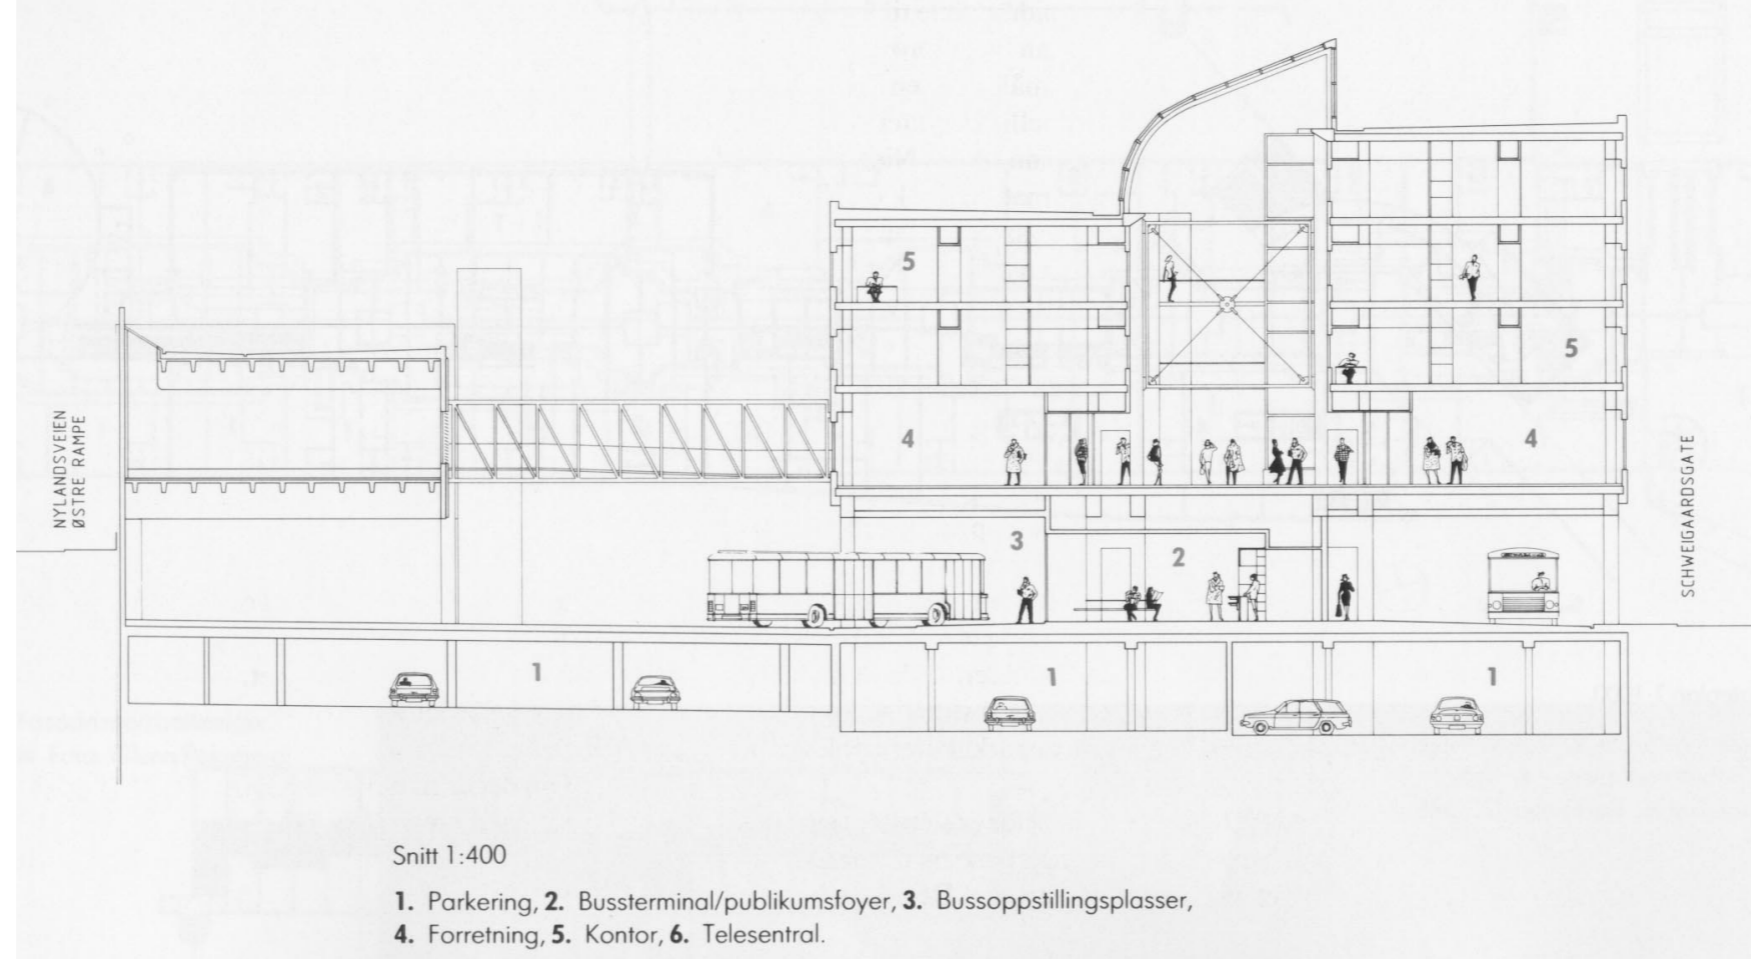 5
5
4
4
NYLANDSVEIEN
ØSTRE RAMPE
SCHWEIGAARDSGATE
3
2
1
1
1
Snitt 1:400
1. Parkering, 2. Bussterminal/publikumsfoyer, 3. Bussoppstillingsplasser,
4. Forretning, 5. Kontor, 6. Telesentral.